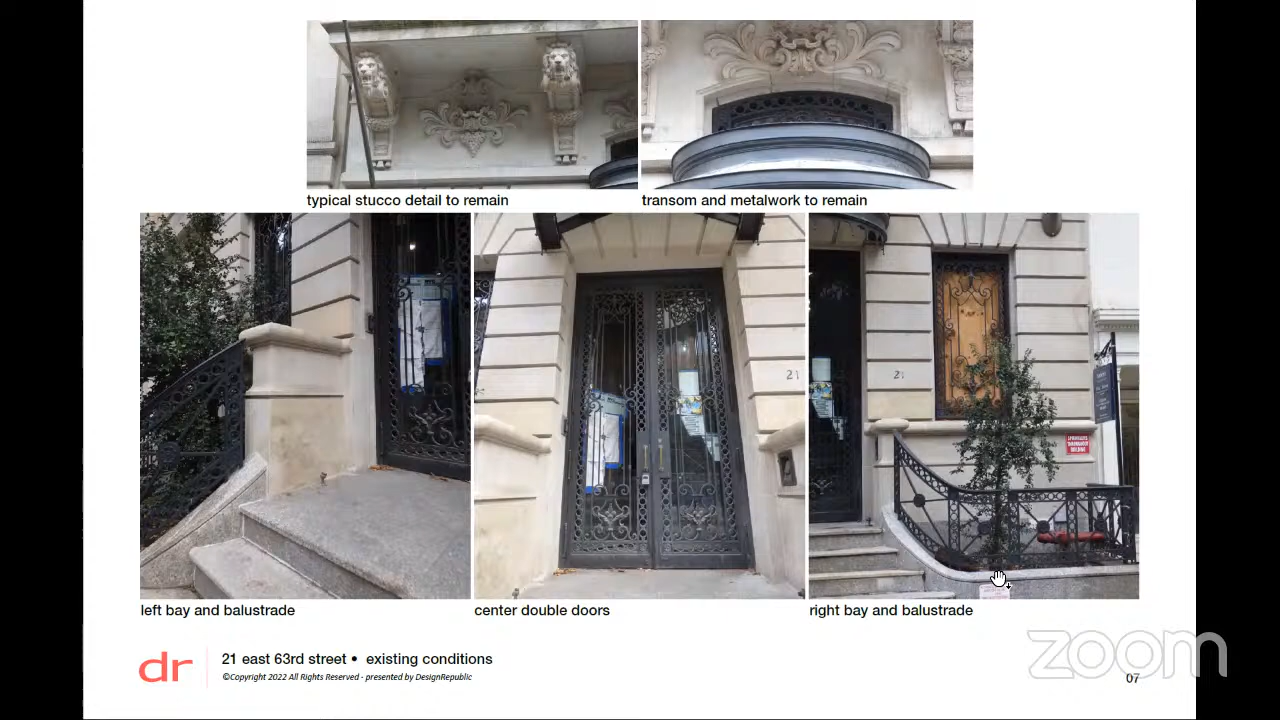 typical stucco detail to remain
transom and metalwork to remain
21
21
left bay and balustrade
center double doors
right bay and balustrade
dr
21 east 63rd street • existing conditions
©Copyright 2022 All Rights Reserved - presented by DesignRepublic
zoom
07